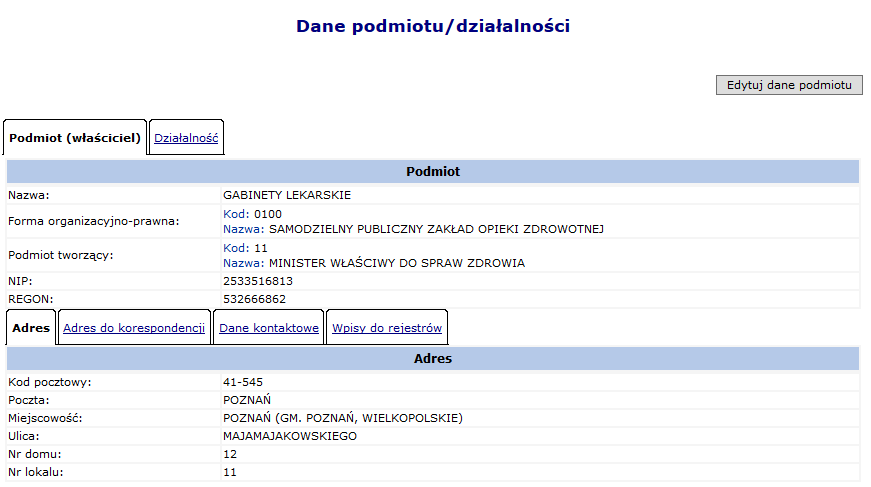 Dane podmiotu/działalności
Edytuj dane podmiotu
Podmiot (właściciel) Działalność
Podmiot
Nazwa: GABINETY LEKARSKIE
Forma organizacyjno-prawna: Kod: 0100
Nazwa: SAMODZIELNY PUBLICZNY ZAKŁAD OPIEKI ZDROWOTNEJ
Podmiot tworzący: Kod: 11
Nazwa: MINISTER WŁAŚCIWY DO SPRAW ZDROWIA
NIP: 2533516813
REGON: 532666862
Adres Adres do korespondencji Dane kontaktowe Wpisy do rejestrów
Adres
Kod pocztowy: 41-545
Poczta: POZNAŃ
Miejscowość: POZNAŃ (GM. POZNAŃ, WIELKOPOLSKIE)
Ulica: MAJAMAJAKOWSKIEGO
Nr domu: 12
Nr lokalu: 11